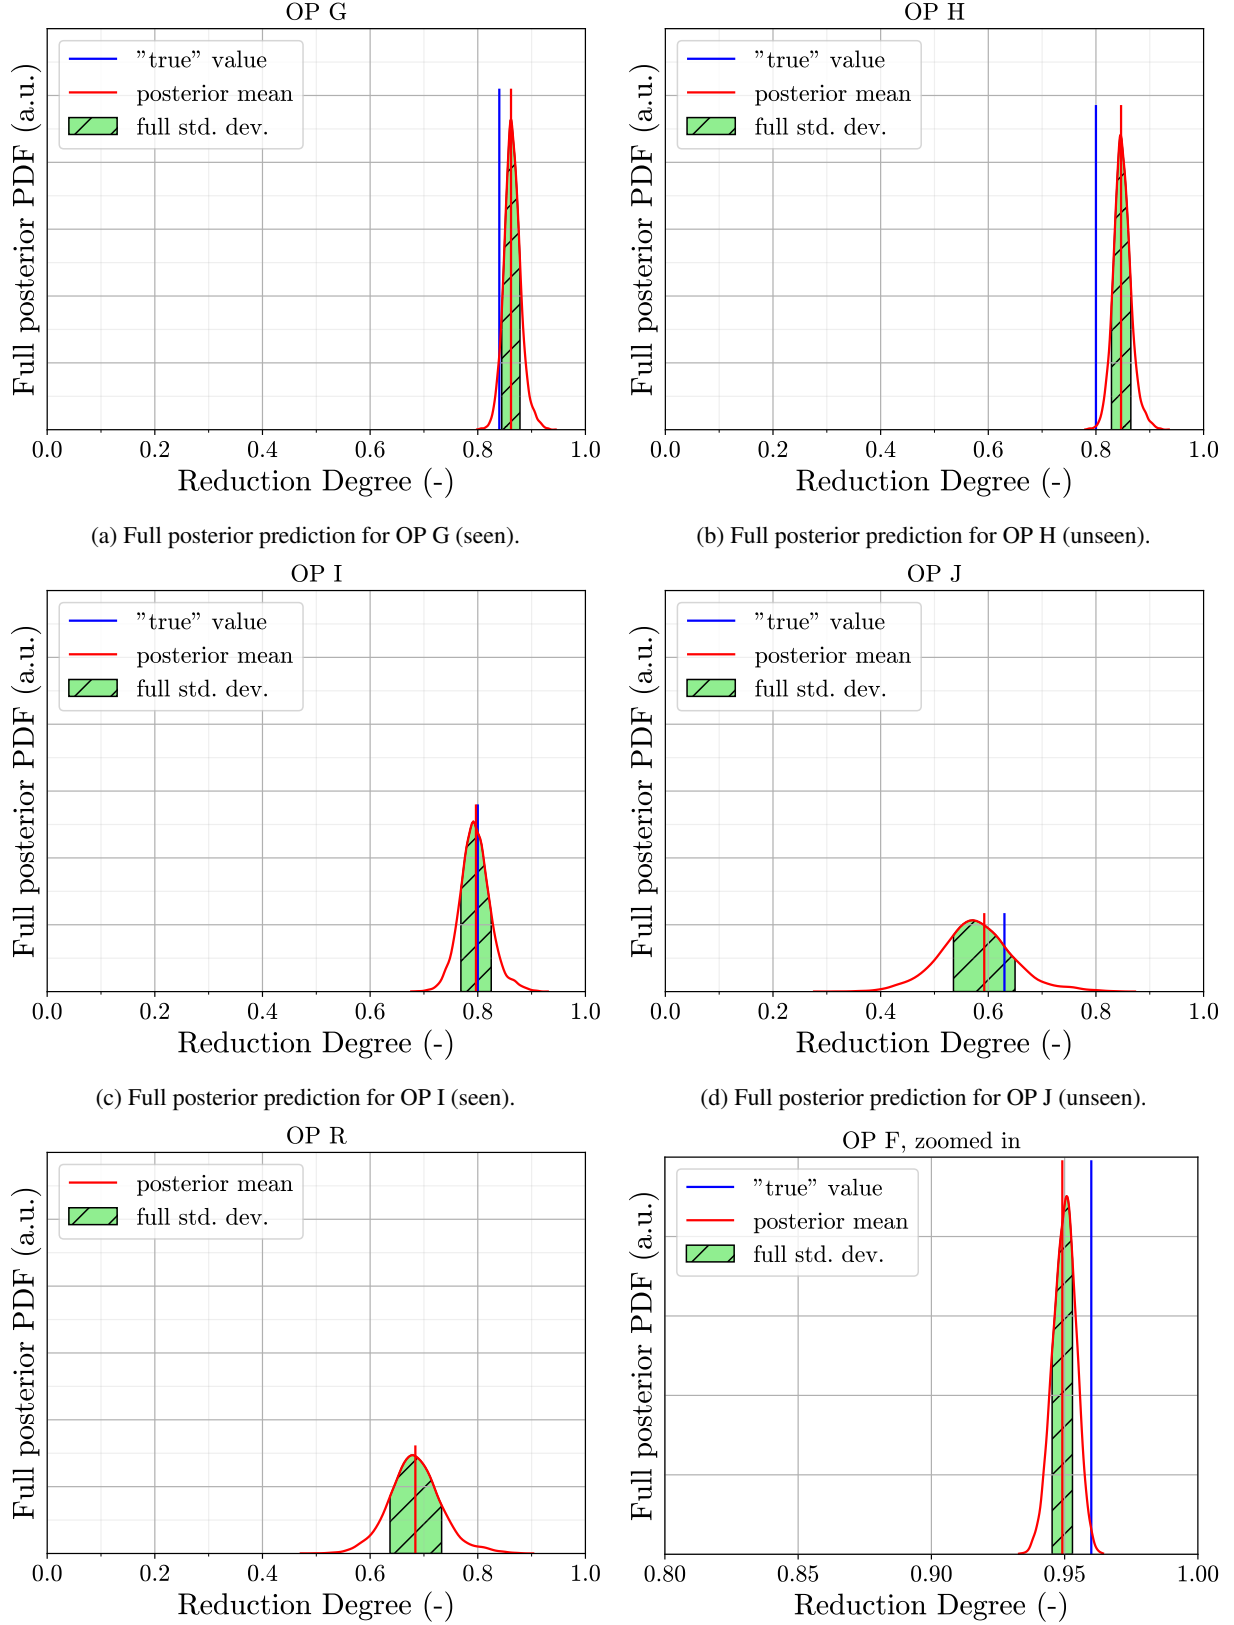 OP G
"true" value
posterior mean
full std. dev.
Full posterior PDF (a.u.)
0.0 0.2 0.4 0.6 0.8 1.0
Reduction Degree (-)
(a) Full posterior prediction for OP G (seen).
OP H
"true" value
posterior mean
full std. dev.
Full posterior PDF (a.u.)
0.0 0.2 0.4 0.6 0.8 1.0
Reduction Degree (-)
(b) Full posterior prediction for OP H (unseen).
OP I
"true" value
posterior mean
full std. dev.
Full posterior PDF (a.u.)
0.0 0.2 0.4 0.6 0.8 1.0
Reduction Degree (-)
(c) Full posterior prediction for OP I (seen).
OP J
"true" value
posterior mean
full std. dev.
Full posterior PDF (a.u.)
0.0 0.2 0.4 0.6 0.8 1.0
Reduction Degree (-)
(d) Full posterior prediction for OP J (unseen).
OP R
posterior mean
full std. dev.
Full posterior PDF (a.u.)
0.0 0.2 0.4 0.6 0.8 1.0
Reduction Degree (-)
OP F, zoomed in
"true" value
posterior mean
full std. dev.
Full posterior PDF (a.u.)
0.80 0.85 0.90 0.95 1.00
Reduction Degree (-)